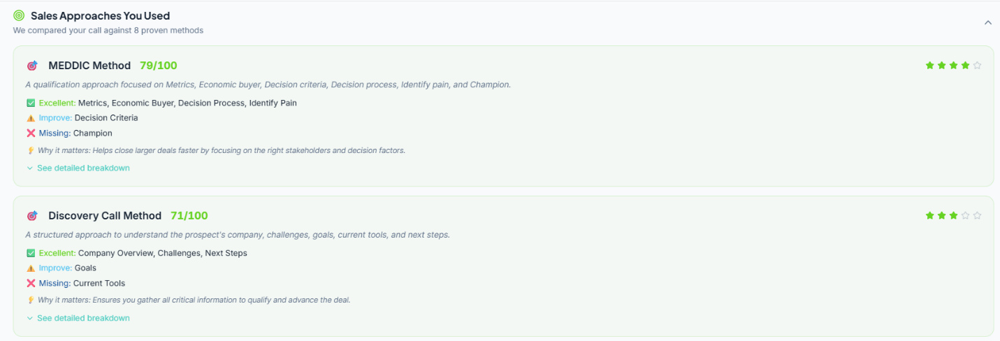 Sales Approaches You Used
We compared your call against 8 proven methods
MEDDIC Method 79/100
A qualification approach focused on Metrics, Economic buyer, Decision criteria, Decision process, Identify pain, and Champion.
Excellent: Metrics, Economic Buyer, Decision Process, Identify Pain
Improve: Decision Criteria
Missing: Champion
Why it matters: Helps close larger deals faster by focusing on the right stakeholders and decision factors.
See detailed breakdown
Discovery Call Method 71/100
A structured approach to understand the prospect's company, challenges, goals, current tools, and next steps.
Excellent: Company Overview, Challenges, Next Steps
Improve: Goals
Missing: Current Tools
Why it matters: Ensures you gather all critical information to qualify and advance the deal.
See detailed breakdown